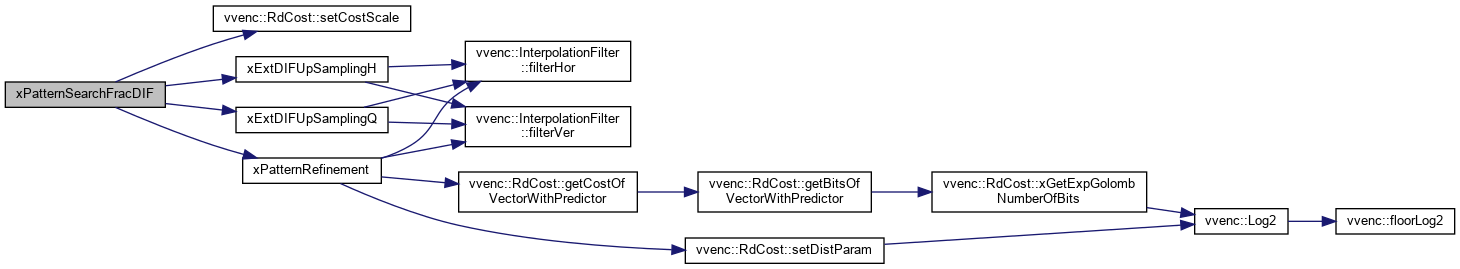 vvenc::RdCost::setCostScale
xPatternSearchFracDIF
xExtDIFUpSamplingH
xExtDIFUpSamplingQ
xPatternRefinement
vvenc::InterpolationFilter
::filterHor
vvenc::InterpolationFilter
::filterVer
vvenc::RdCost::getCostOf
VectorWithPredictor
vvenc::RdCost::getBitsOf
VectorWithPredictor
vvenc::RdCost::xGetExpGolomb
NumberOfBits
vvenc::RdCost::setDistParam
vvenc::Log2
vvenc::floorLog2